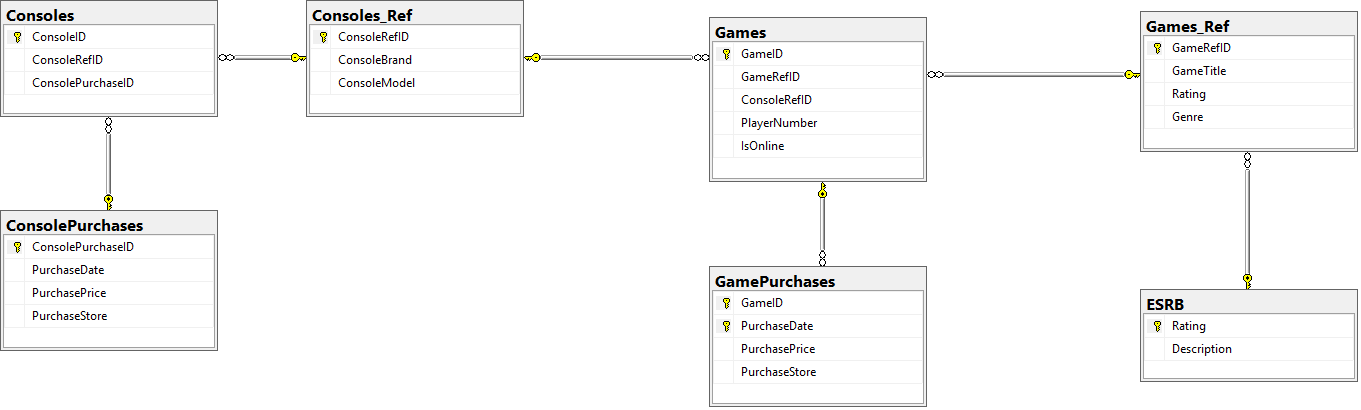 Consoles
ConsoleID
ConsoleRefID
ConsolePurchaseID
Consoles_Ref
ConsoleRefID
ConsoleBrand
ConsoleModel
Games
GameID
GameRefID
ConsoleRefID
PlayerNumber
IsOnline
Games_Ref
GameRefID
GameTitle
Rating
Genre
ConsolePurchases
ConsolePurchaseID
PurchaseDate
PurchasePrice
PurchaseStore
GamePurchases
GameID
PurchaseDate
PurchasePrice
PurchaseStore
ESRB
Rating
Description